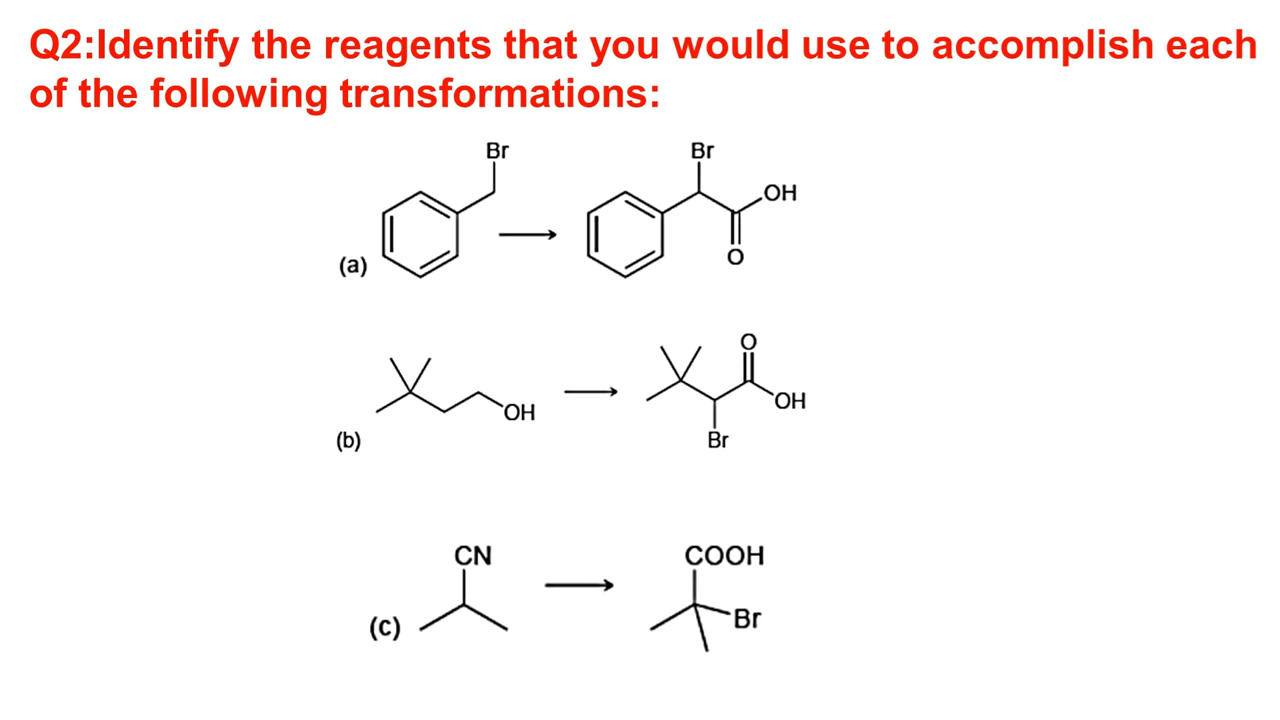 Q2:Identify the reagents that you would use to accomplish each
of the following transformations:
Br
Br
OH
O
(a)
O
OH
OH
Br
(b)
CN
COOH
Br
(c)